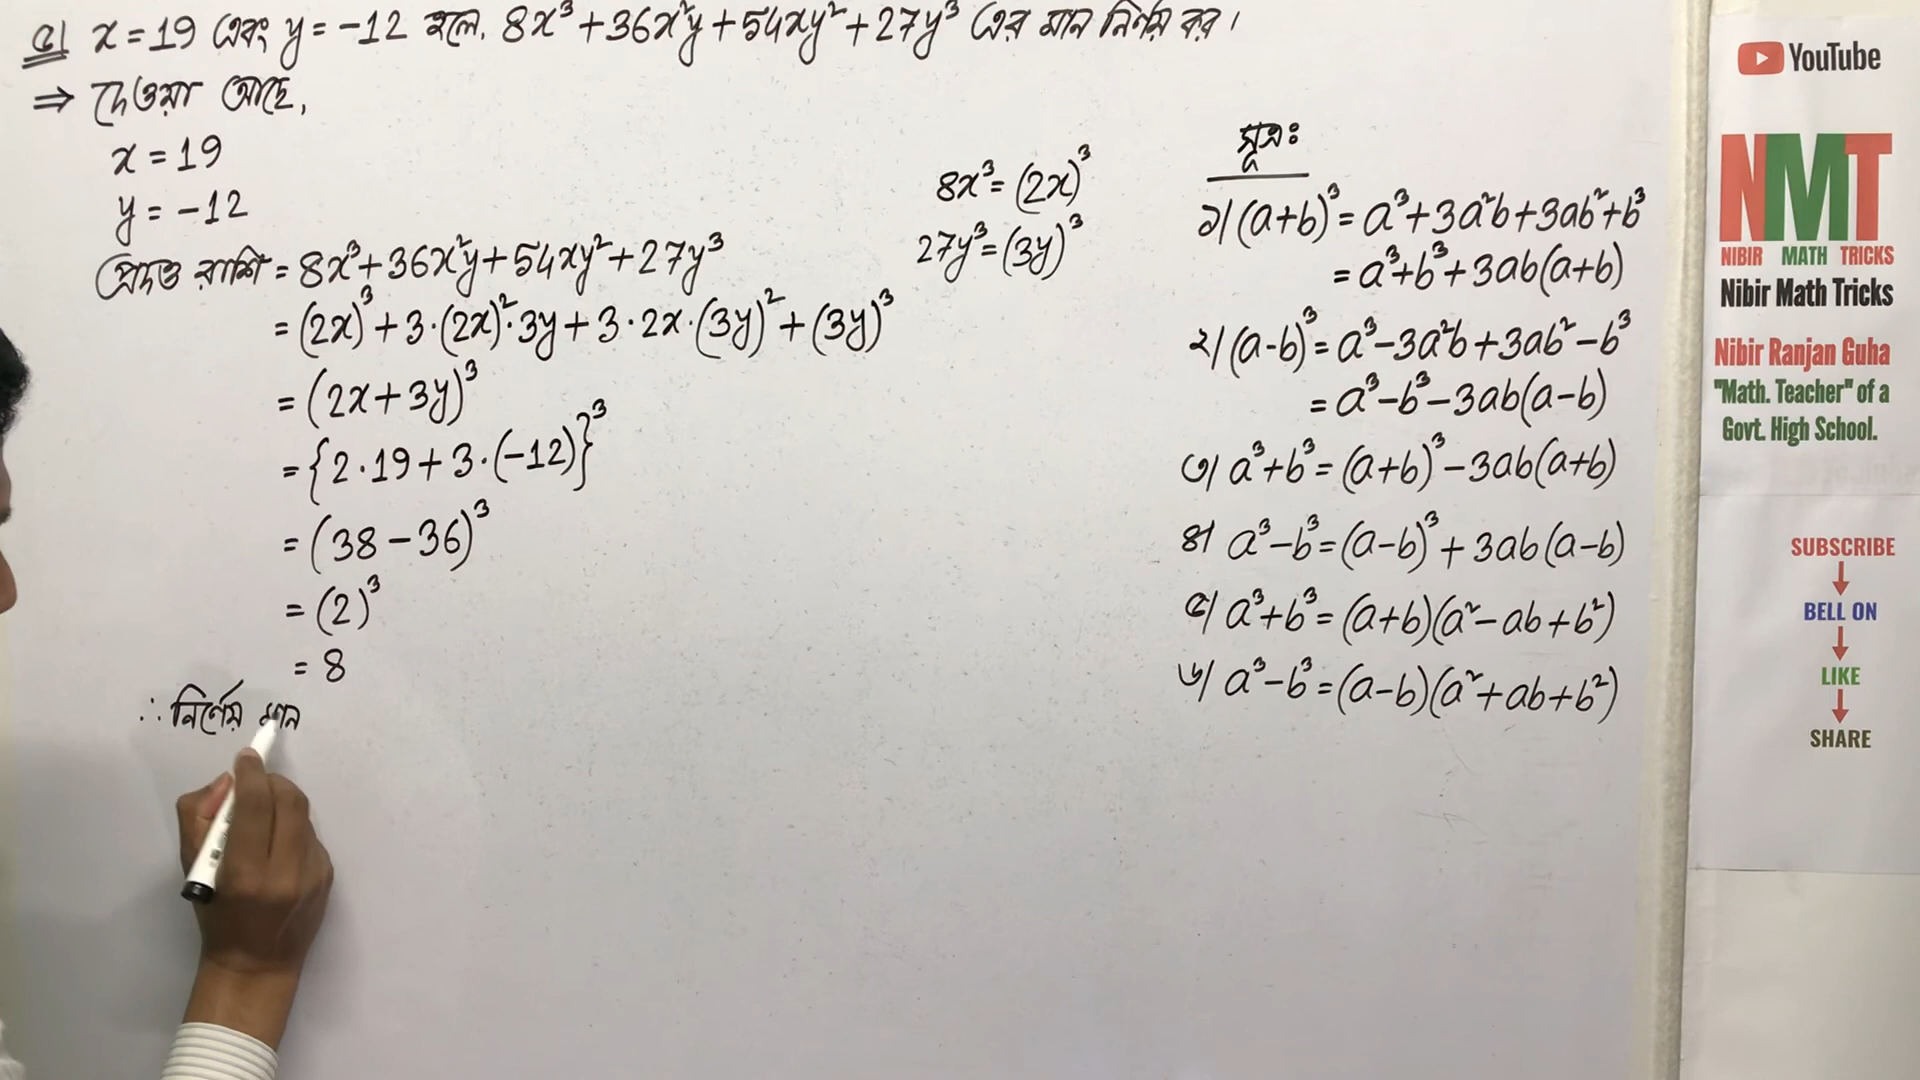 ৫। x = 19 এবং y = -12 হলে, 8x³ + 36x²y + 54xy² + 27y³ এর মান নির্ণয় কর।
⇒ দেওয়া আছে,
x = 19
y = -12
প্রদত্ত রাশি = 8x³ + 36x²y + 54xy² + 27y³
= (2x)³ + 3·(2x)²·3y + 3·2x·(3y)² + (3y)³
= (2x + 3y)³
= {2·19 + 3·(-12)}³
= (38 - 36)³
= (2)³
= 8
∴ নির্ণেয় মান
8x³ = (2x)³
27y³ = (3y)³
সূত্রঃ
১। (a+b)³ = a³ + 3a²b + 3ab² + b³
= a³ + b³ + 3ab(a+b)
২। (a-b)³ = a³ - 3a²b + 3ab² - b³
= a³ - b³ - 3ab(a-b)
৩। a³ + b³ = (a+b)³ - 3ab(a+b)
৪। a³ - b³ = (a-b)³ + 3ab(a-b)
৫। a³ + b³ = (a+b)(a² - ab + b²)
৬। a³ - b³ = (a-b)(a² + ab + b²)
YouTube
NMT
NIBIR MATH TRICKS
Nibir Math Tricks
Nibir Ranjan Guha
"Math. Teacher" of a
Govt. High School.
SUBSCRIBE
↓
BELL ON
↓
LIKE
↓
SHARE